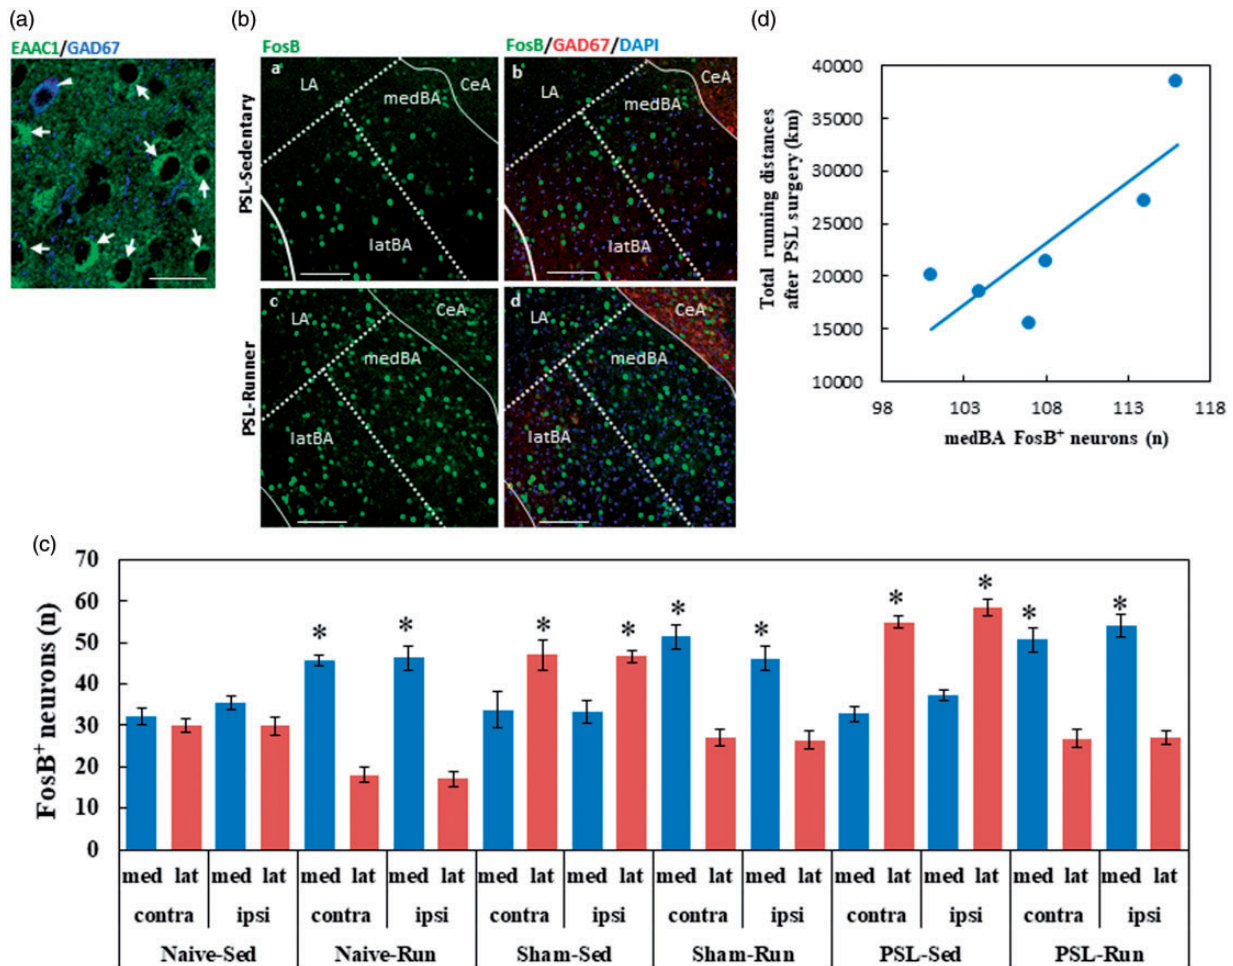 (a)
EAAC1/GAD67
(b)
FosB
FosB/GAD67/DAPI
PSL-Sedentary
a
LA
medBA
CeA
latBA
b
LA
medBA
CeA
latBA
PSL-Runner
c
LA
medBA
CeA
latBA
d
LA
medBA
CeA
latBA
(d)
Total running distances
after PSL surgery (km)
40000
35000
30000
25000
20000
15000
10000
98 103 108 113 118
medBA FosB+ neurons (n)
(c)
FosB+ neurons (n)
70
60
50
40
30
20
10
0
* * * * * * * * * *
med lat med lat med lat med lat med lat med lat med lat med lat med lat med lat med lat med lat
contra ipsi contra ipsi contra ipsi contra ipsi contra ipsi contra ipsi
Naive-Sed Naive-Run Sham-Sed Sham-Run PSL-Sed PSL-Run